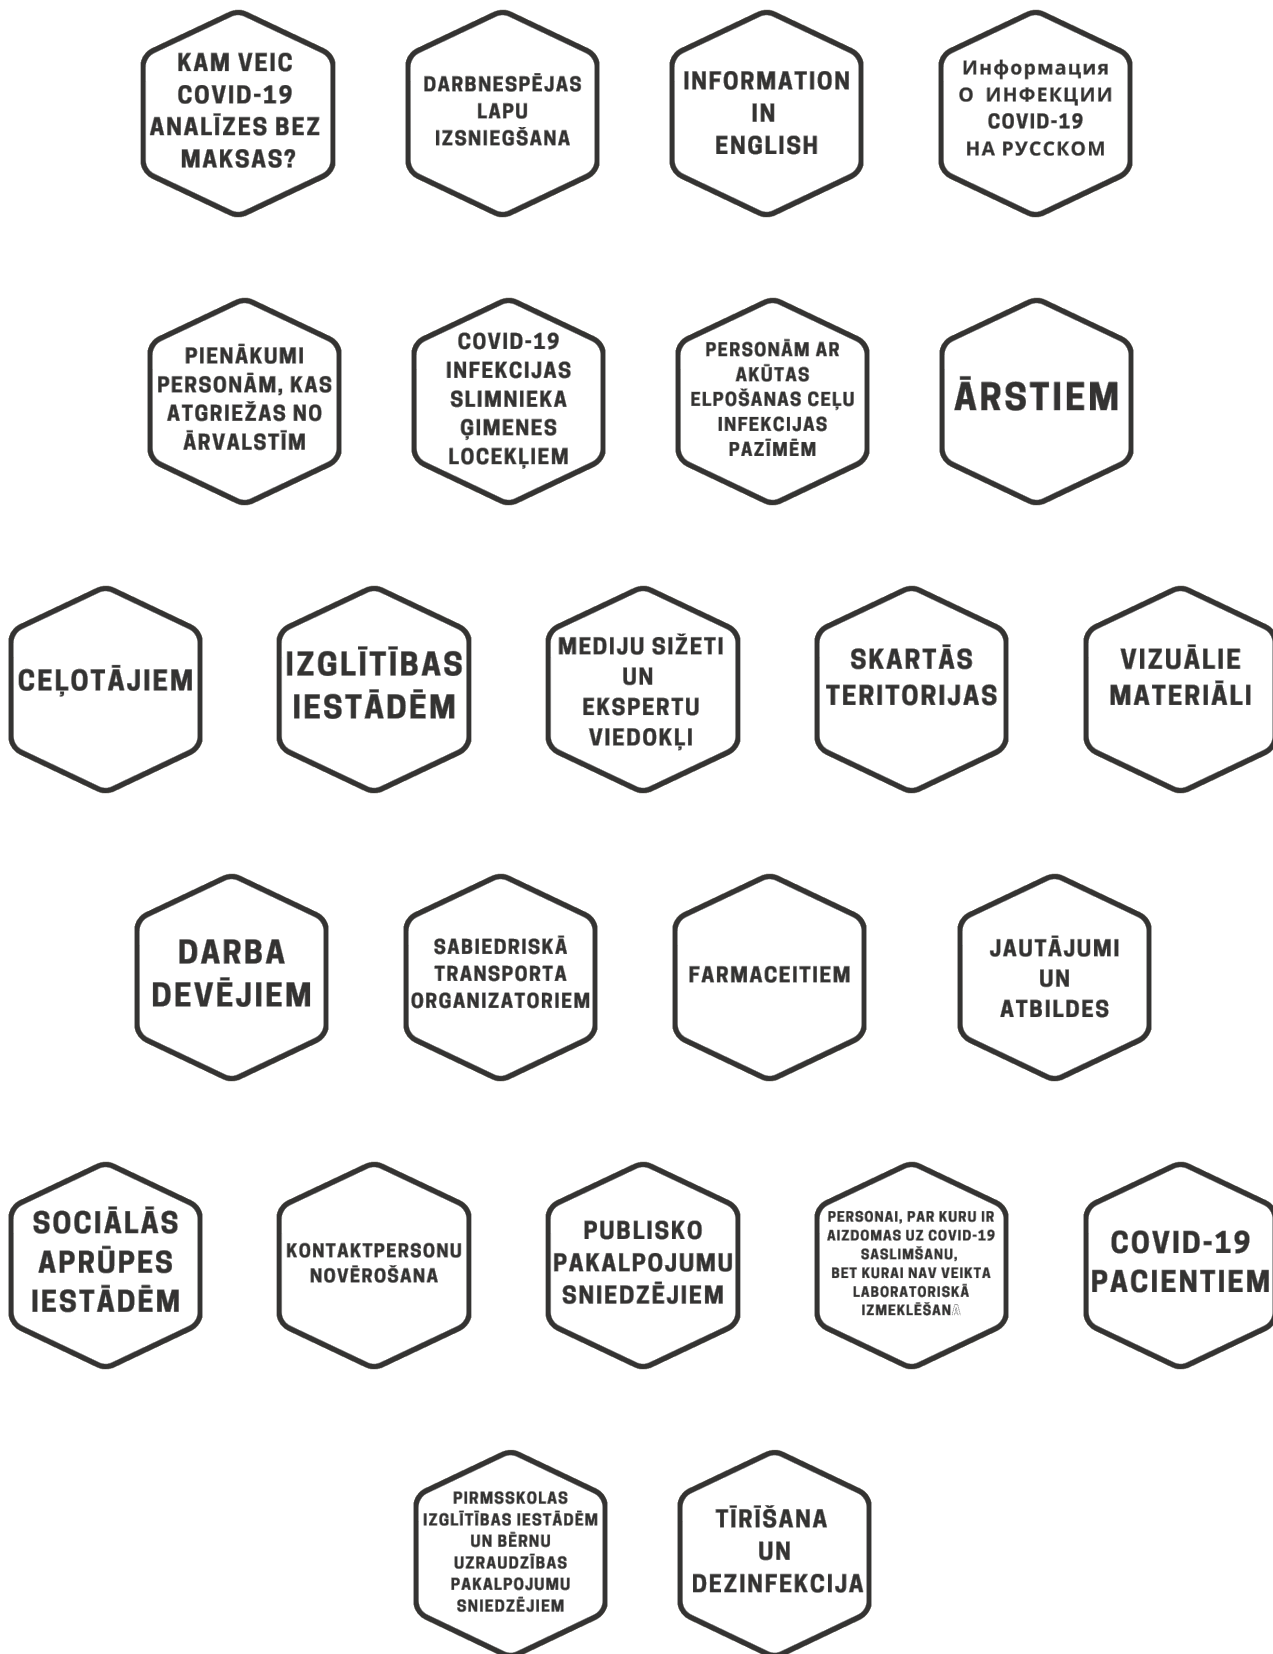 KAM VEIC
COVID-19
ANALĪZES BEZ
MAKSAS?
DARBNESPĒJAS
LAPU
IZSNIEGŠANA
INFORMATION
IN
ENGLISH
Информация
О ИНФЕКЦИИ
COVID-19
НА РУССКОМ
PIENĀKUMI
PERSONĀM, KAS
ATGRIEŽAS NO
ĀRVALSTĪM
COVID-19
INFEKCIJAS
SLIMNIEKA
ĢIMENES
LOCEKĻIEM
PERSONĀM AR
AKŪTAS
ELPOŠANAS CEĻU
INFEKCIJAS
PAZĪMĒM
ĀRSTIEM
CEĻOTĀJIEM
IZGLĪTĪBAS
IESTĀDĒM
MEDIJU SIŽETI
UN
EKSPERTU
VIEDOKĻI
SKARTĀS
TERITORIJAS
VIZUĀLIE
MATERIĀLI
DARBA
DEVĒJIEM
SABIEDRISKĀ
TRANSPORTA
ORGANIZATORIEM
FARMACEITIEM
JAUTĀJUMI
UN
ATBILDES
SOCIĀLĀS
APRŪPES
IESTĀDĒM
KONTAKTPERSONU
NOVĒROŠANA
PUBLISKO
PAKALPOJUMU
SNIEDZĒJIEM
PERSONAI, PAR KURU IR
AIZDOMAS UZ COVID-19
SASLIMŠANU,
BET KURAI NAV VEIKTA
LABORATORISKĀ
IZMEKLĒŠANĀ
COVID-19
PACIENTIEM
PIRMSSKOLAS
IZGLĪTĪBAS IESTĀDĒM
UN BĒRNU
UZRAUDZĪBAS
PAKALPOJUMU
SNIEDZĒJIEM
TĪRĪŠANA
UN
DEZINFEKCIJA